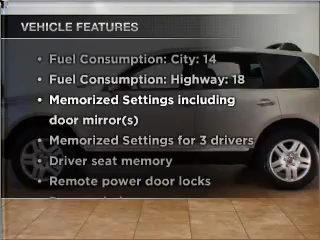 VEHICLE FEATURES
• Fuel Consumption: City: 14
• Fuel Consumption: Highway: 18
• Memorized Settings including
door mirror(s)
• Memorized Settings for 3 drivers
• Driver seat memory
• Remote power door locks